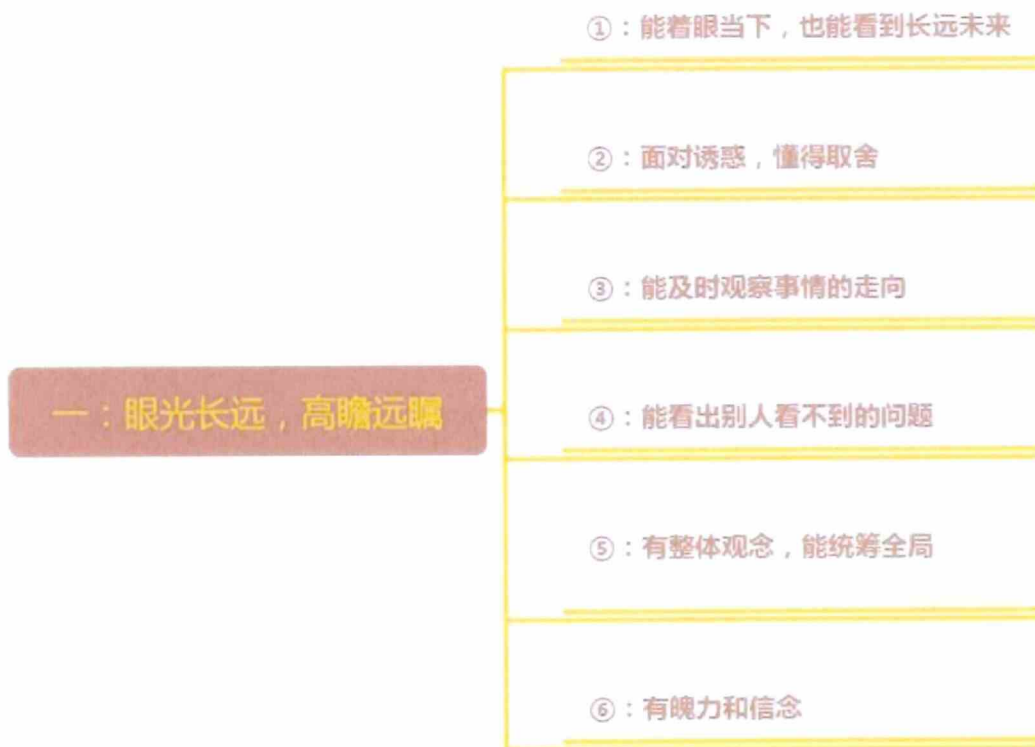 ①：能着眼当下，也能看到长远未来
②：面对诱惑，懂得取舍
③：能及时观察事情的走向
一：眼光长远，高瞻远瞩
④：能看出别人看不到的问题
⑤：有整体观念，能统筹全局
⑥：有魄力和信念